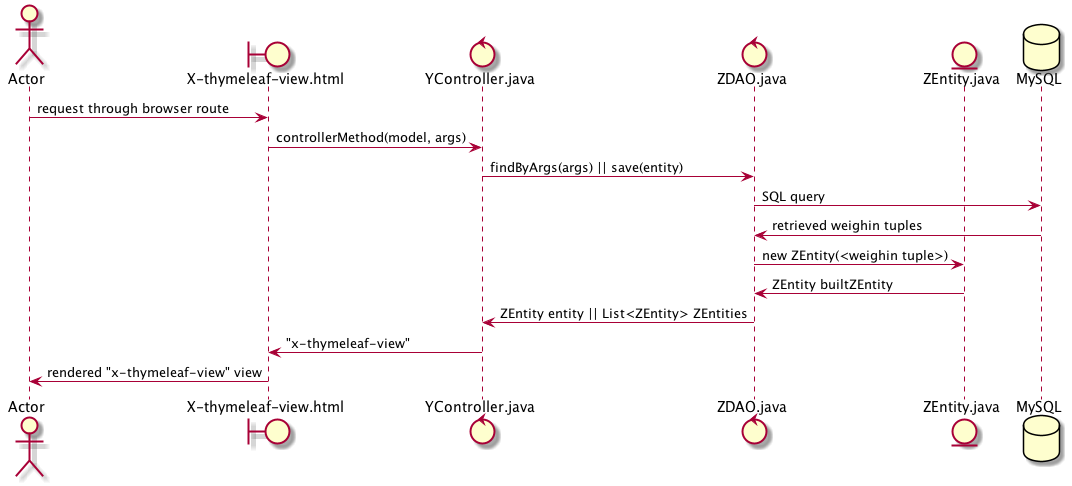 Actor
X-thymeleaf-view.html
YController.java
ZDAO.java
ZEntity.java
MySQL
request through browser route
controllerMethod(model, args)
findByArgs(args) || save(entity)
SQL query
retrieved weighin tuples
new ZEntity(<weighin tuple>)
ZEntity builtZEntity
ZEntity entity || List<ZEntity> ZEntities
"x-thymeleaf-view"
rendered "x-thymeleaf-view" view
Actor
X-thymeleaf-view.html
YController.java
ZDAO.java
ZEntity.java
MySQL